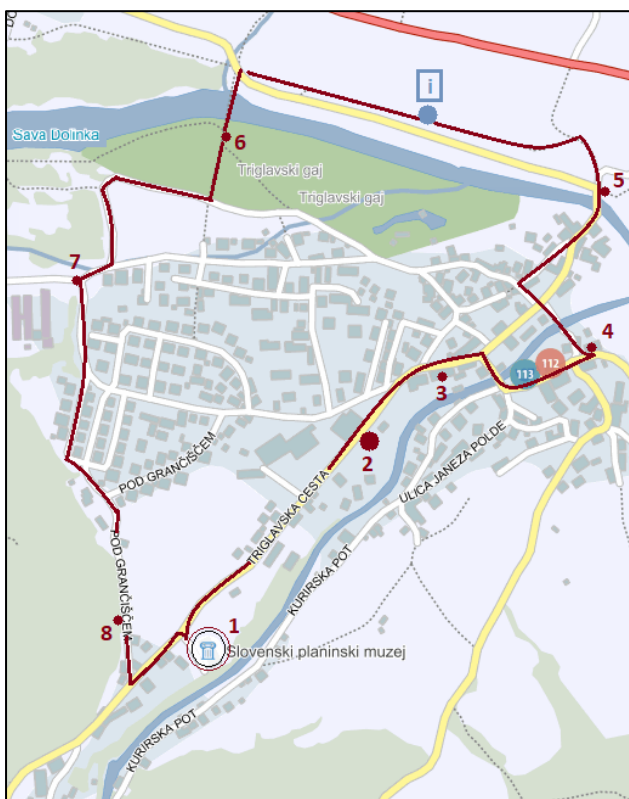 DO
i
Sava Dolinka
6
Triglavski gaj
Triglavski gaj
5
7
4
112
113
3
2
POD GRANČIŠČEM
TRIGLAVSKA CESTA
ULICA JANEZA POLDE
KURIRSKA POT
POD GRANČIŠČEM
8
1
Slovenski planinski muzej
KURIRSKA POT